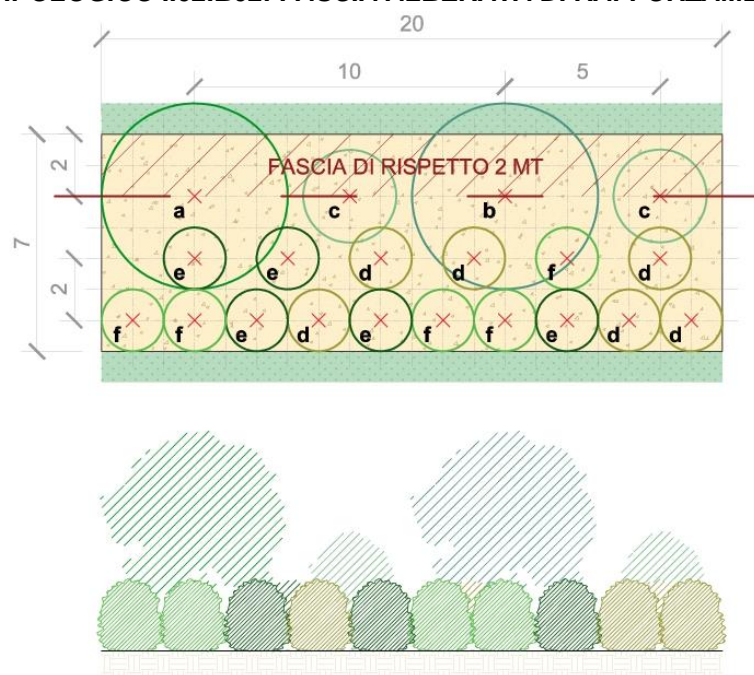 20
10 5
2
FASCIA DI RISPETTO 2 MT
a c b c
7
e e d d f d
2
f f e d e f f e d d